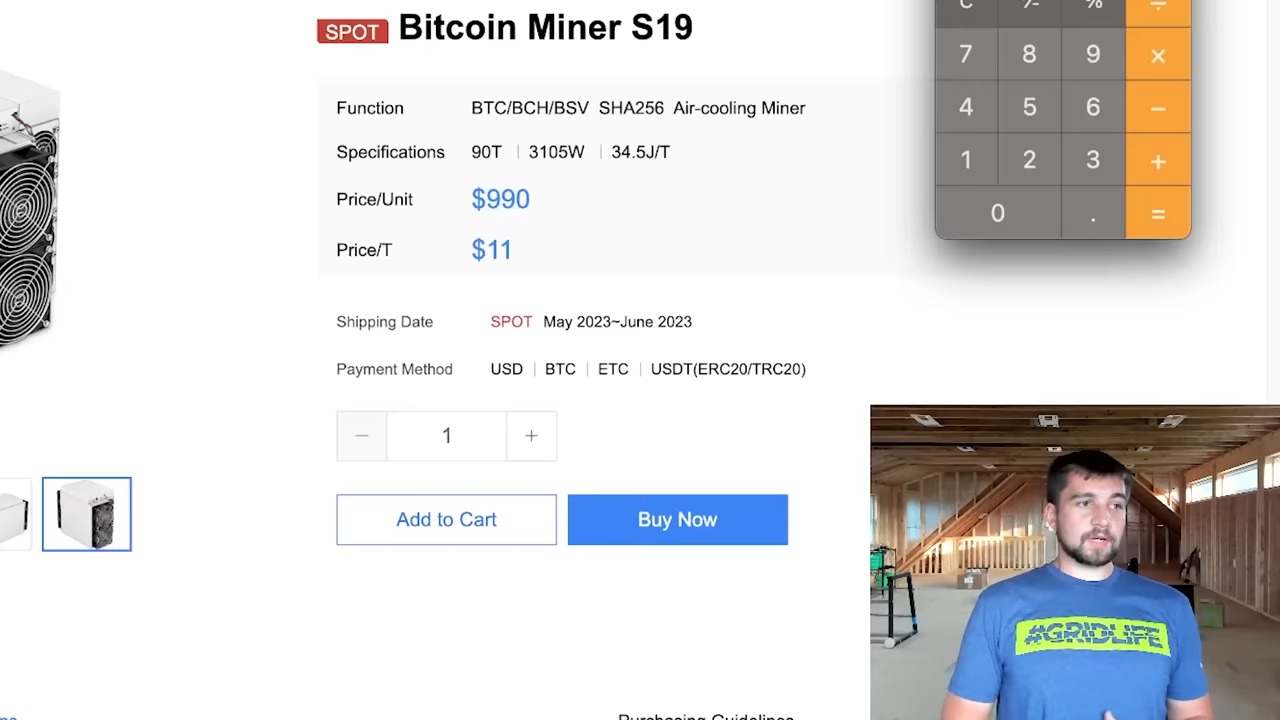 SPOT Bitcoin Miner S19
Function BTC/BCH/BSV SHA256 Air-cooling Miner
Specifications 90T | 3105W | 34.5J/T
Price/Unit $990
Price/T $11
Shipping Date SPOT May 2023~June 2023
Payment Method USD | BTC | ETC | USDT(ERC20/TRC20)
− 1 +
Add to Cart Buy Now
Purchasing Guidelines
C % ÷
7 8 9 ×
4 5 6 −
1 2 3 +
0 . =
#GRIDLIFE